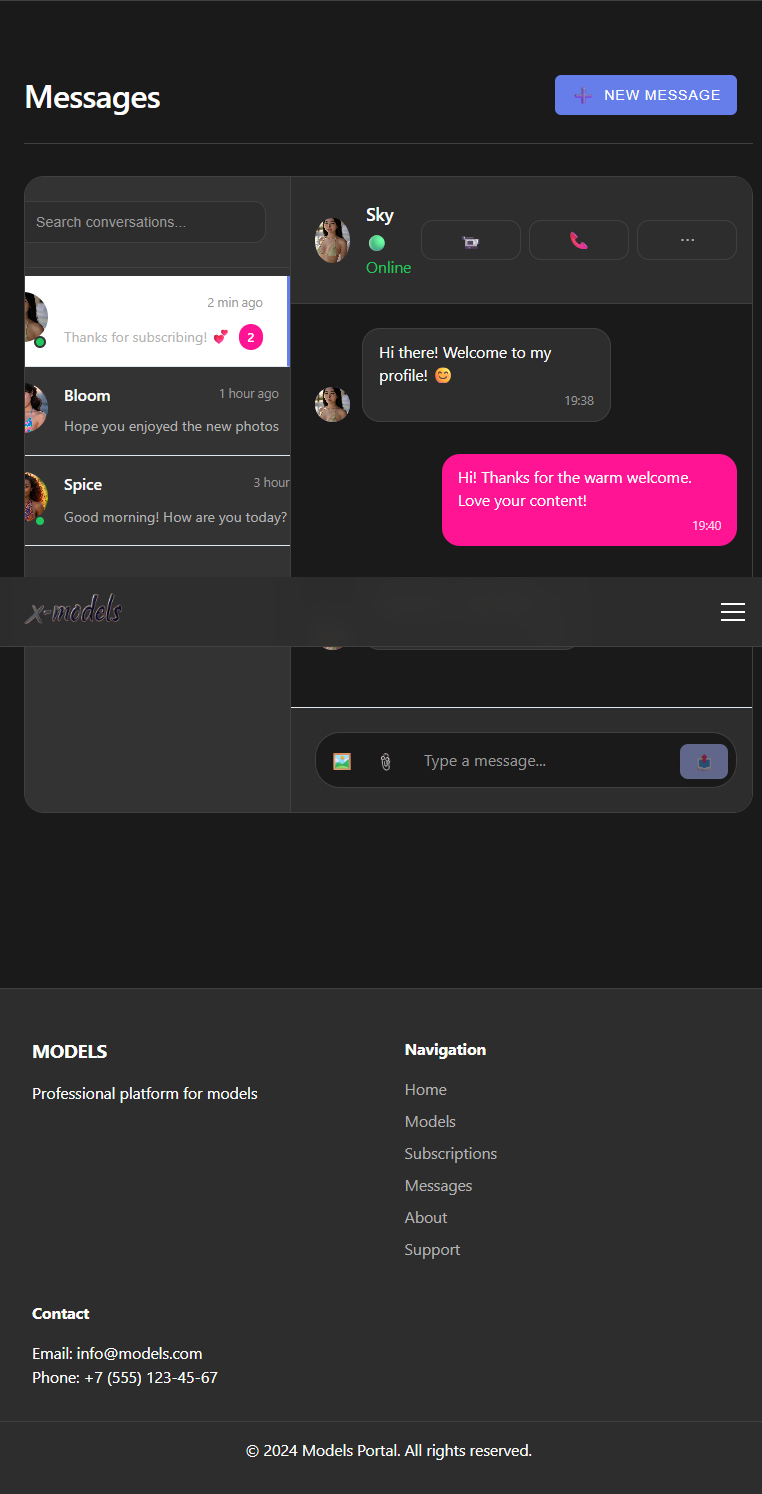 Messages
➕ NEW MESSAGE
Search conversations...
2 min ago
Thanks for subscribing! 💕 2
Bloom 1 hour ago
Hope you enjoyed the new photos
Spice 3 hour
Good morning! How are you today?
Sky
Online
⋯
Hi there! Welcome to my
profile! 😊
19:38
Hi! Thanks for the warm welcome.
Love your content!
19:40
x-models
Type a message...
MODELS
Professional platform for models
Navigation
Home
Models
Subscriptions
Messages
About
Support
Contact
Email: info@models.com
Phone: +7 (555) 123-45-67
© 2024 Models Portal. All rights reserved.